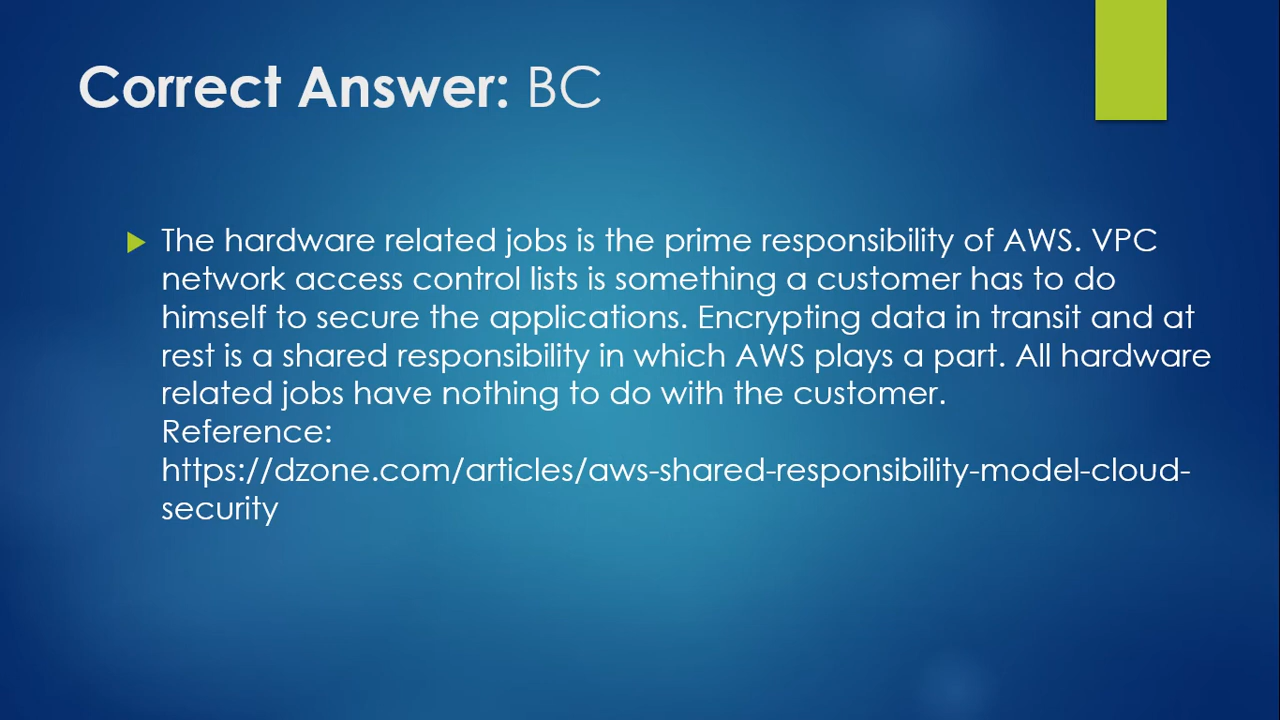 Correct Answer: BC
The hardware related jobs is the prime responsibility of AWS. VPC
network access control lists is something a customer has to do
himself to secure the applications. Encrypting data in transit and at
rest is a shared responsibility in which AWS plays a part. All hardware
related jobs have nothing to do with the customer.
Reference:
https://dzone.com/articles/aws-shared-responsibility-model-cloud-
security